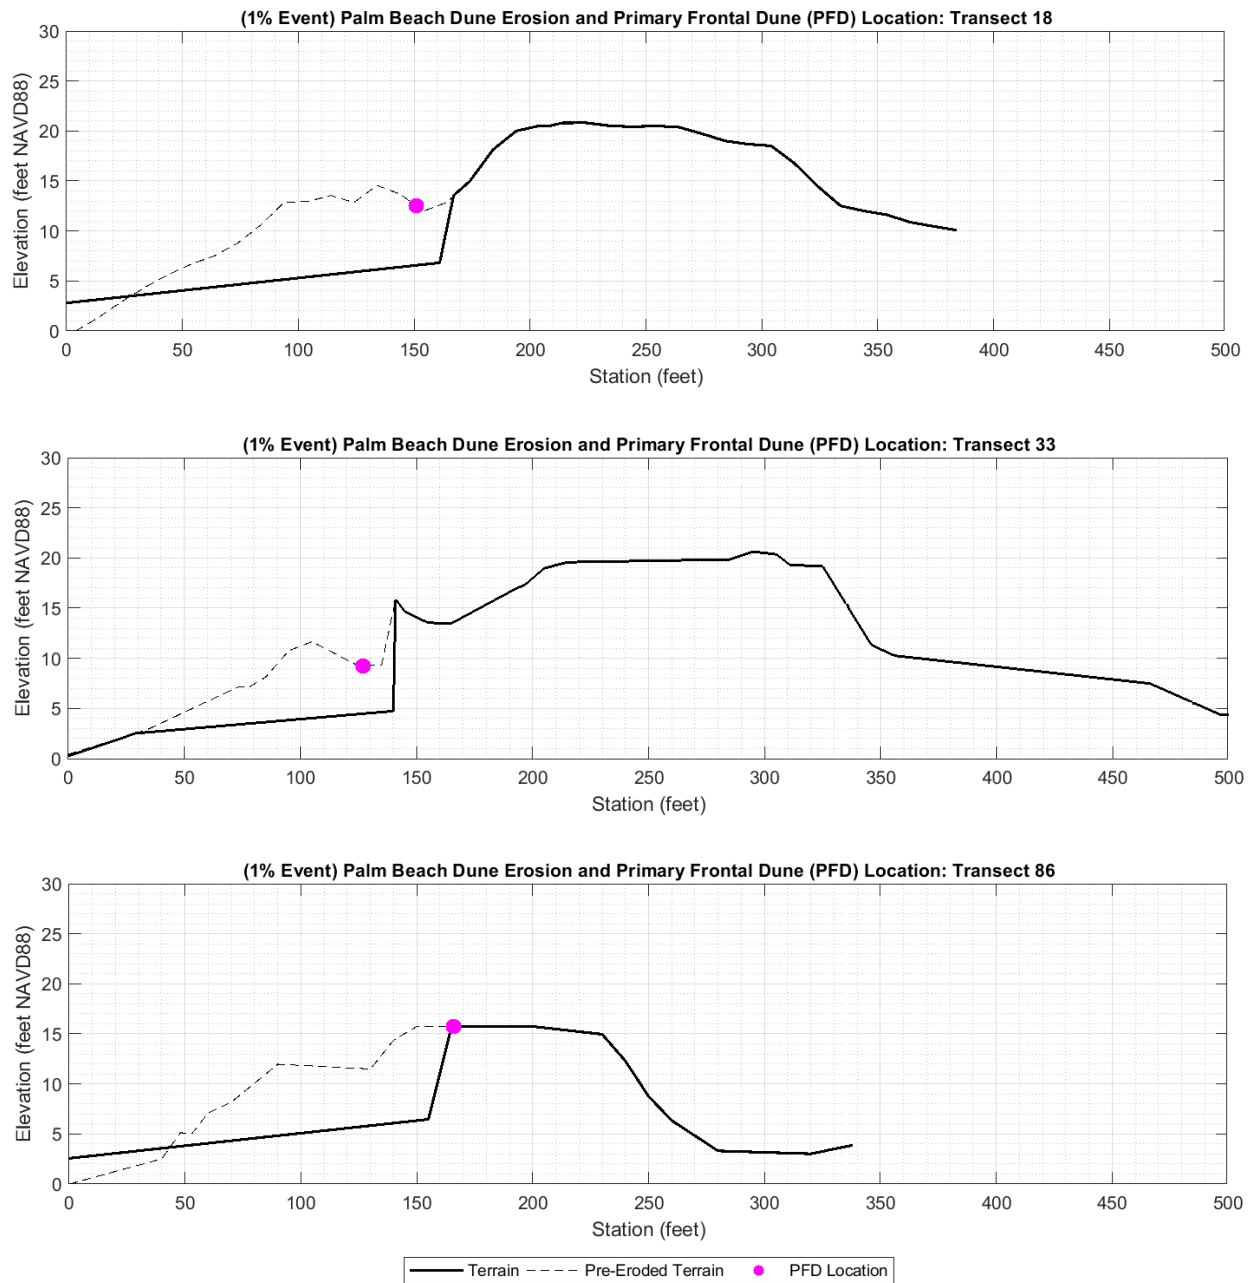 (1% Event) Palm Beach Dune Erosion and Primary Frontal Dune (PFD) Location: Transect 18
30
25
20
15
10
5
0
Elevation (feet NAVD88)
0 50 100 150 200 250 300 350 400 450 500
Station (feet)
(1% Event) Palm Beach Dune Erosion and Primary Frontal Dune (PFD) Location: Transect 33
30
25
20
15
10
5
0
Elevation (feet NAVD88)
0 50 100 150 200 250 300 350 400 450 500
Station (feet)
(1% Event) Palm Beach Dune Erosion and Primary Frontal Dune (PFD) Location: Transect 86
30
25
20
15
10
5
0
Elevation (feet NAVD88)
0 50 100 150 200 250 300 350 400 450 500
Station (feet)
Terrain Pre-Eroded Terrain PFD Location